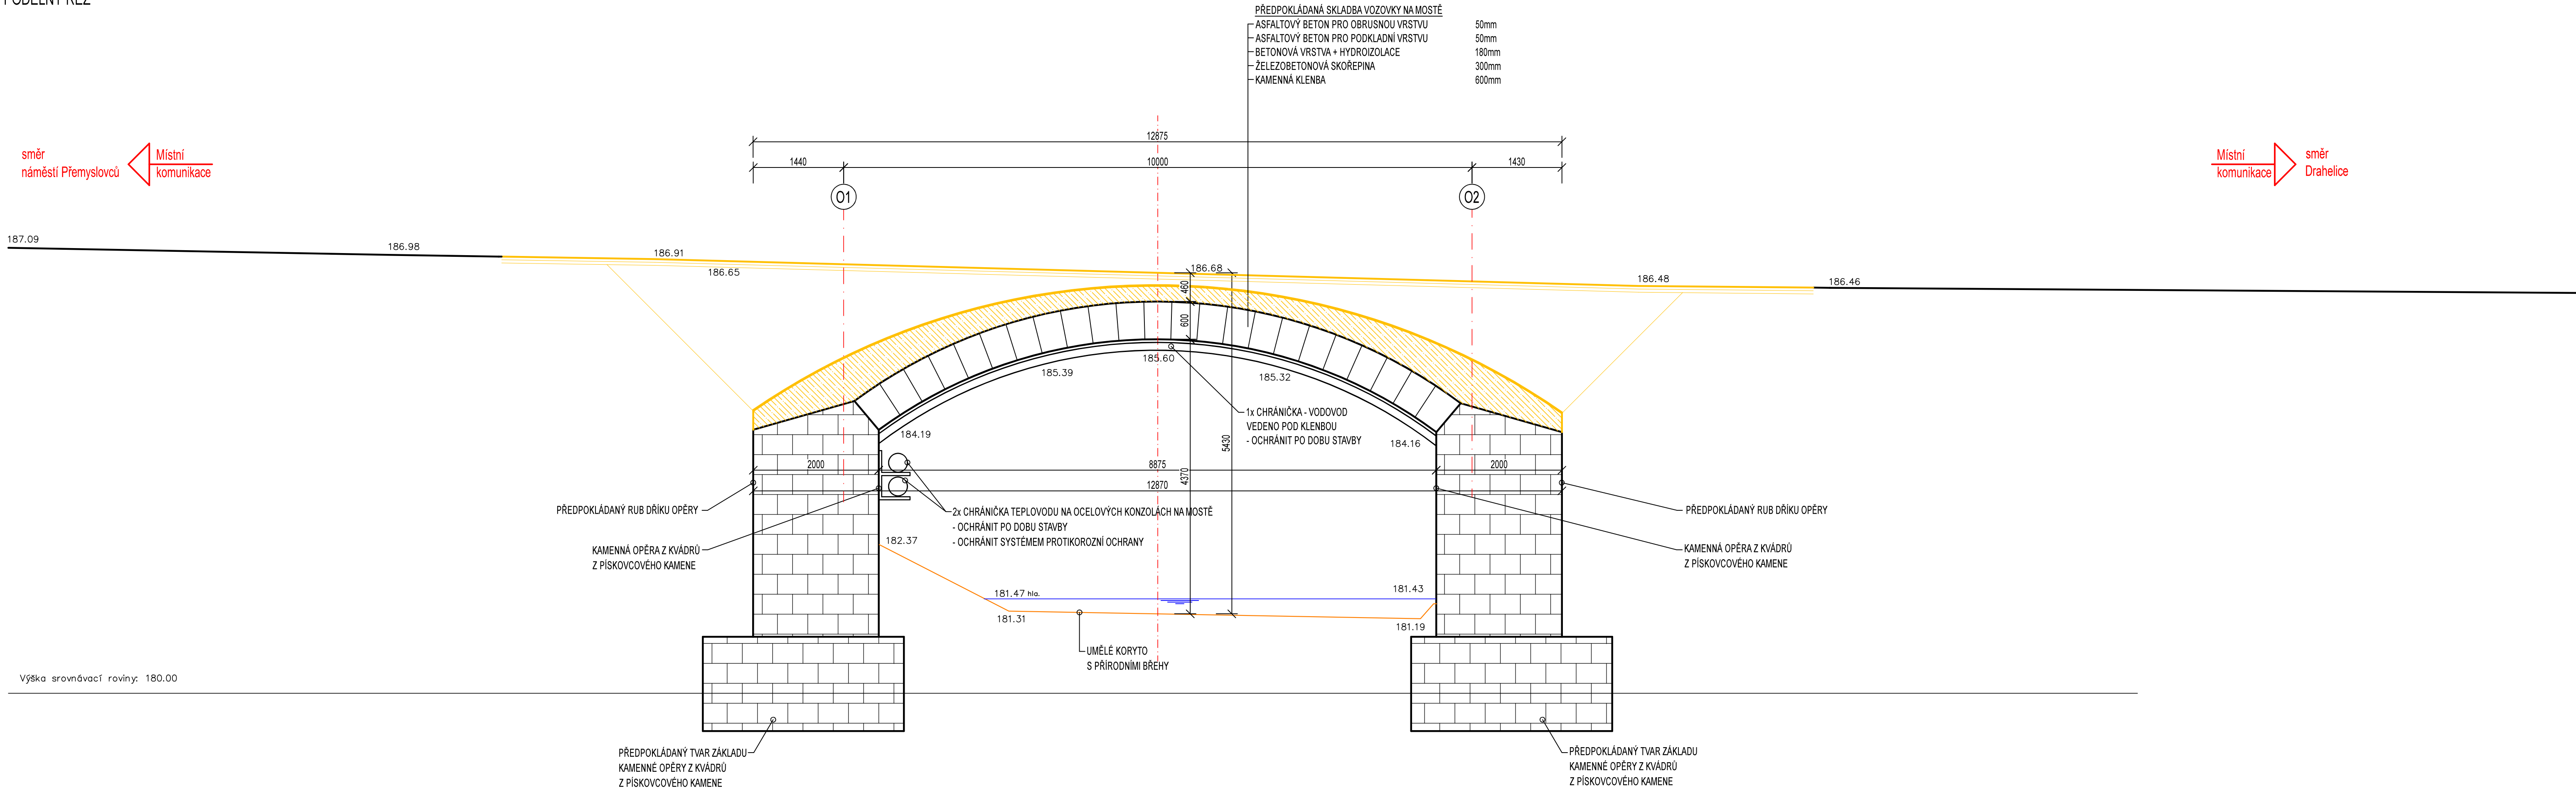 PODÉLNÝ ŘEZ
PŘEDPOKLÁDANÁ SKLADBA VOZOVKY NA MOSTĚ
ASFALTOVÝ BETON PRO OBRUSNOU VRSTVU 50mm
ASFALTOVÝ BETON PRO PODKLADNÍ VRSTVU 50mm
BETONOVÁ VRSTVA + HYDROIZOLACE 180mm
ŽELEZOBETONOVÁ SKOŘEPINA 300mm
KAMENNÁ KLENBA 600mm
12875
1440
10000
1430
směr
náměstí Přemyslovců
Místní
komunikace
O1
O2
Místní
komunikace
směr
Drahelice
187.09
186.98
186.91
186.65
186.68
186.48
186.46
460
600
185.60
185.39
185.32
1x CHRÁNIČKA - VODOVOD
VEDENO POD KLENBOU
- OCHRÁNIT PO DOBU STAVBY
184.19
184.16
5430
4370
2000
8875
2000
12870
PŘEDPOKLÁDANÝ RUB DŘÍKU OPĚRY
2x CHRÁNIČKA TEPLOVODU NA OCELOVÝCH KONZOLÁCH NA MOSTĚ
- OCHRÁNIT PO DOBU STAVBY
- OCHRÁNIT SYSTÉMEM PROTIKOROZNÍ OCHRANY
PŘEDPOKLÁDANÝ RUB DŘÍKU OPĚRY
KAMENNÁ OPĚRA Z KVÁDRŮ
Z PÍSKOVCOVÉHO KAMENE
182.37
KAMENNÁ OPĚRA Z KVÁDRŮ
Z PÍSKOVCOVÉHO KAMENE
181.47 hla.
181.43
181.31
181.19
UMĚLÉ KORYTO
S PŘÍRODNÍMI BŘEHY
Výška srovnávací roviny: 180.00
PŘEDPOKLÁDANÝ TVAR ZÁKLADU
KAMENNÉ OPĚRY Z KVÁDRŮ
Z PÍSKOVCOVÉHO KAMENE
PŘEDPOKLÁDANÝ TVAR ZÁKLADU
KAMENNÉ OPĚRY Z KVÁDRŮ
Z PÍSKOVCOVÉHO KAMENE